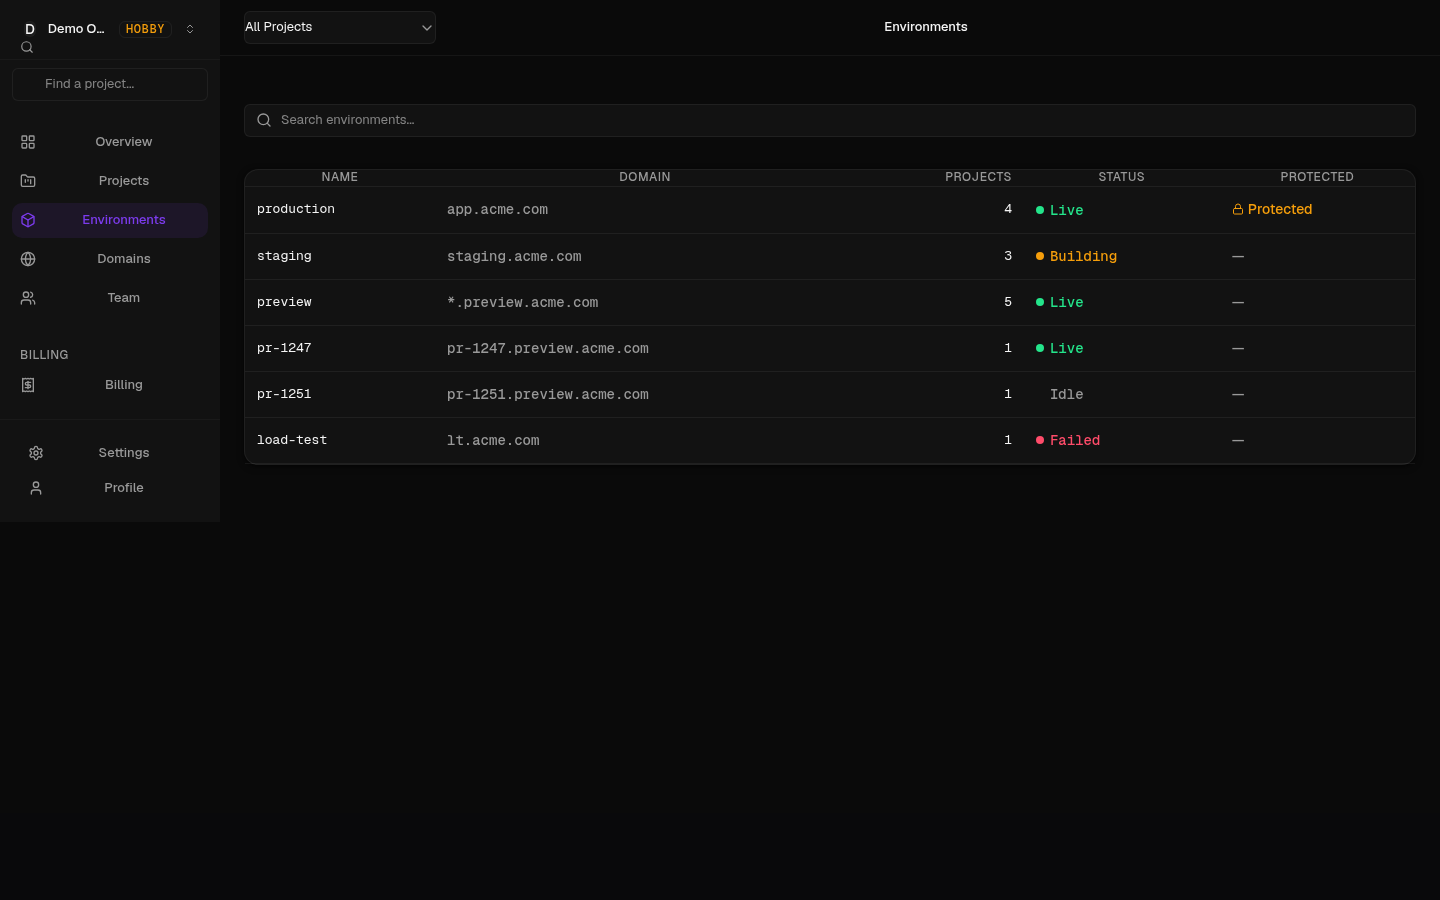 D Demo O... HOBBY
Find a project...
Overview
Projects
Environments
Domains
Team
BILLING
Billing
Settings
Profile
All Projects
Environments
Search environments...
NAME DOMAIN PROJECTS STATUS PROTECTED
production app.acme.com 4 Live Protected
staging staging.acme.com 3 Building —
preview *.preview.acme.com 5 Live —
pr-1247 pr-1247.preview.acme.com 1 Live —
pr-1251 pr-1251.preview.acme.com 1 Idle —
load-test lt.acme.com 1 Failed —